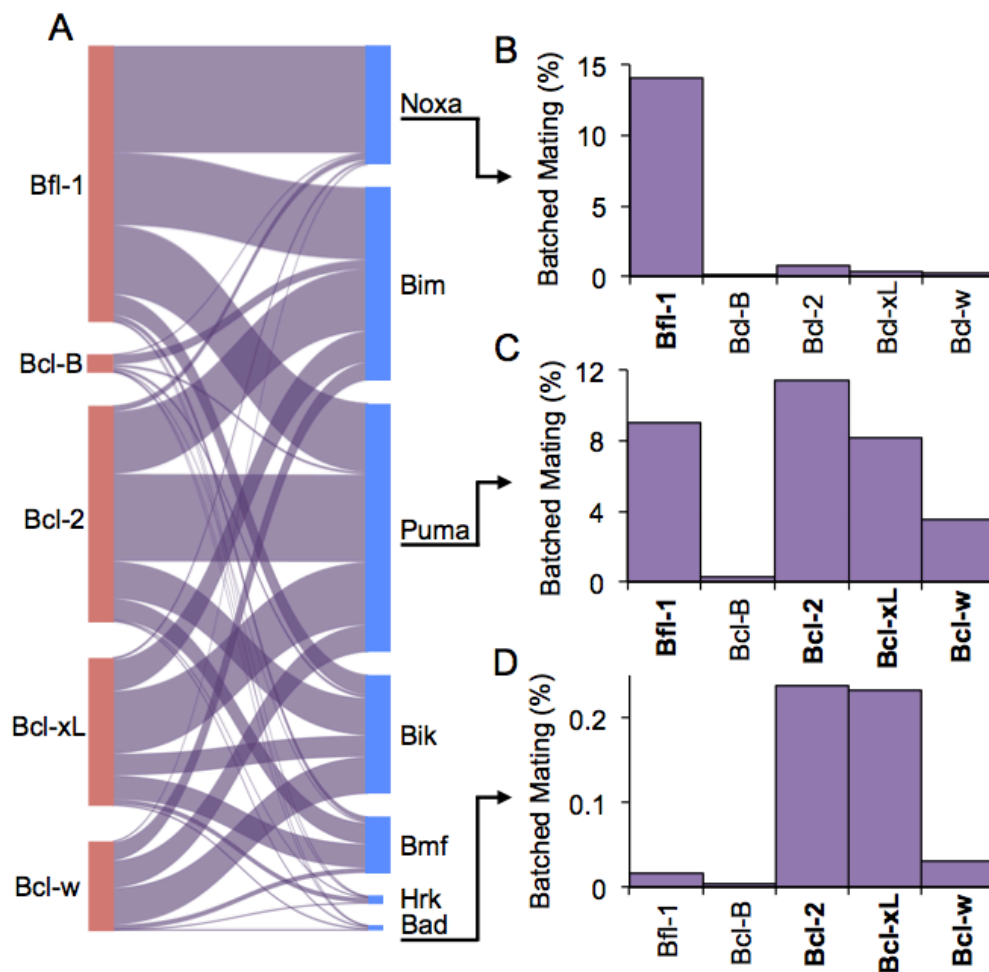 A
Bfl-1
Bcl-B
Bcl-2
Bcl-xL
Bcl-w
Noxa
Bim
Puma
Bik
Bmf
Hrk
Bad
B
Batched Mating (%)
15
10
5
0
Bfl-1
Bcl-B
Bcl-2
Bcl-xL
Bcl-w
C
Batched Mating (%)
12
8
4
0
Bfl-1
Bcl-B
Bcl-2
Bcl-xL
Bcl-w
D
Batched Mating (%)
0.2
0.1
0
Bfl-1
Bcl-B
Bcl-2
Bcl-xL
Bcl-w